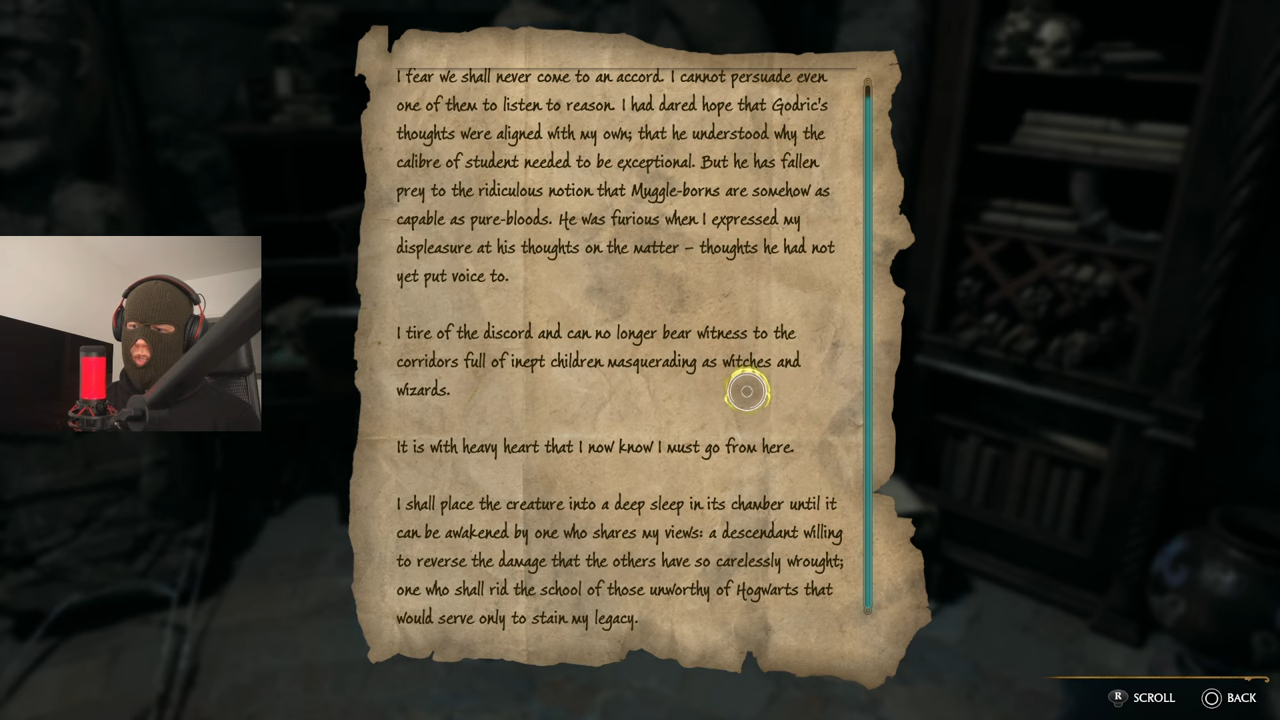 I fear we shall never come to an accord. I cannot persuade even
one of them to listen to reason. I had dared hope that Godric's
thoughts were aligned with my own; that he understood why the
calibre of student needed to be exceptional. But he has fallen
prey to the ridiculous notion that Muggle-borns are somehow as
capable as pure-bloods. He was furious when I expressed my
displeasure at his thoughts on the matter – thoughts he had not
yet put voice to.
I tire of the discord and can no longer bear witness to the
corridors full of inept children masquerading as witches and
wizards.
It is with heavy heart that I now know I must go from here.
I shall place the creature into a deep sleep in its chamber until it
can be awakened by one who shares my views: a descendant willing
to reverse the damage that the others have so carelessly wrought;
one who shall rid the school of those unworthy of Hogwarts that
would serve only to stain my legacy.
R SCROLL BACK